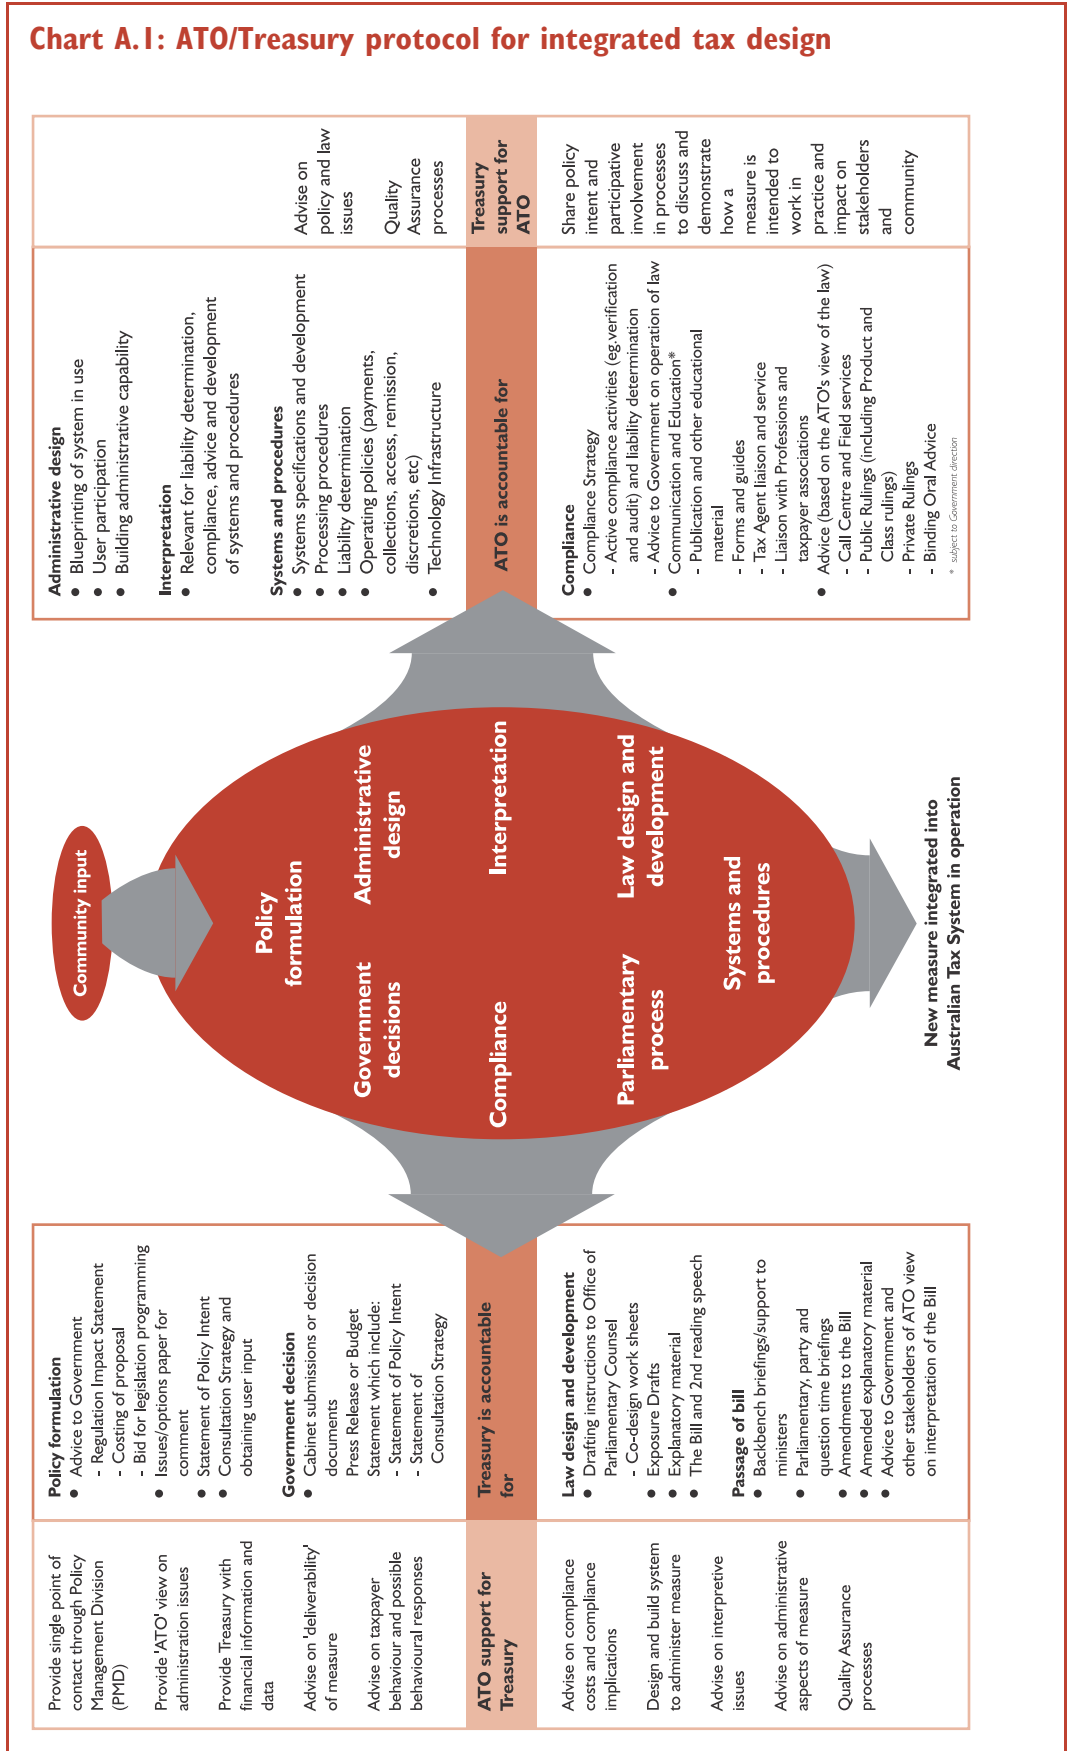 Chart A.1: ATO/Treasury protocol for integrated tax design
Provide single point of
contact through Policy
Management Division
(PMD)
Provide 'ATO' view on
administration issues
Provide Treasury with
financial information and
data
Advise on 'deliverability'
of measure
Advise on taxpayer
behaviour and possible
behavioural responses
ATO support for
Treasury
Advise on compliance
costs and compliance
implications
Design and build system
to administer measure
Advise on interpretive
issues
Advise on administrative
aspects of measure
Quality Assurance
processes
Policy formulation
● Advice to Government
- Regulation Impact Statement
- Costing of proposal
- Bid for legislation programming
● Issues/options paper for
comment
● Statement of Policy Intent
● Consultation Strategy and
obtaining user input
Government decision
● Cabinet submissions or decision
documents
Press Release or Budget
Statement which include:
- Statement of Policy Intent
- Statement of
Consultation Strategy
Treasury is accountable
for
Law design and development
● Drafting instructions to Office of
Parliamentary Counsel
- Co-design work sheets
● Exposure Drafts
● Explanatory material
● The Bill and 2nd reading speech
Passage of bill
● Backbench briefings/support to
ministers
● Parliamentary, party and
question time briefings
● Amendments to the Bill
● Amended explanatory material
● Advice to Government and
other stakeholders of ATO view
on interpretation of the Bill
Community input
Policy
formulation
Government
decisions
Administrative
design
Compliance
Interpretation
Parliamentary
process
Law design and
development
Systems and
procedures
New measure integrated into
Australian Tax System in operation
Administrative design
● Blueprinting of system in use
● User participation
● Building administrative capability
Interpretation
● Relevant for liability determination,
compliance, advice and development
of systems and procedures
Systems and procedures
● Systems specifications and development
● Processing procedures
● Liability determination
● Operating policies (payments,
collections, access, remission,
discretions, etc)
● Technology Infrastructure
ATO is accountable for
Compliance
● Compliance Strategy
- Active compliance activities (eg.verification
and audit) and liability determination
- Advice to Government on operation of law
● Communication and Education*
- Publication and other educational
material
- Forms and guides
- Tax Agent liaison and service
- Liaison with Professions and
taxpayer associations
● Advice (based on the ATO's view of the law)
- Call Centre and Field services
- Public Rulings (including Product and
Class rulings)
- Private Rulings
- Binding Oral Advice
* subject to Government direction
Advise on
policy and law
issues
Quality
Assurance
processes
Treasury
support for
ATO
Share policy
intent and
participative
involvement
in processes
to discuss and
demonstrate
how a
measure is
intended to
work in
practice and
impact on
stakeholders
and
community